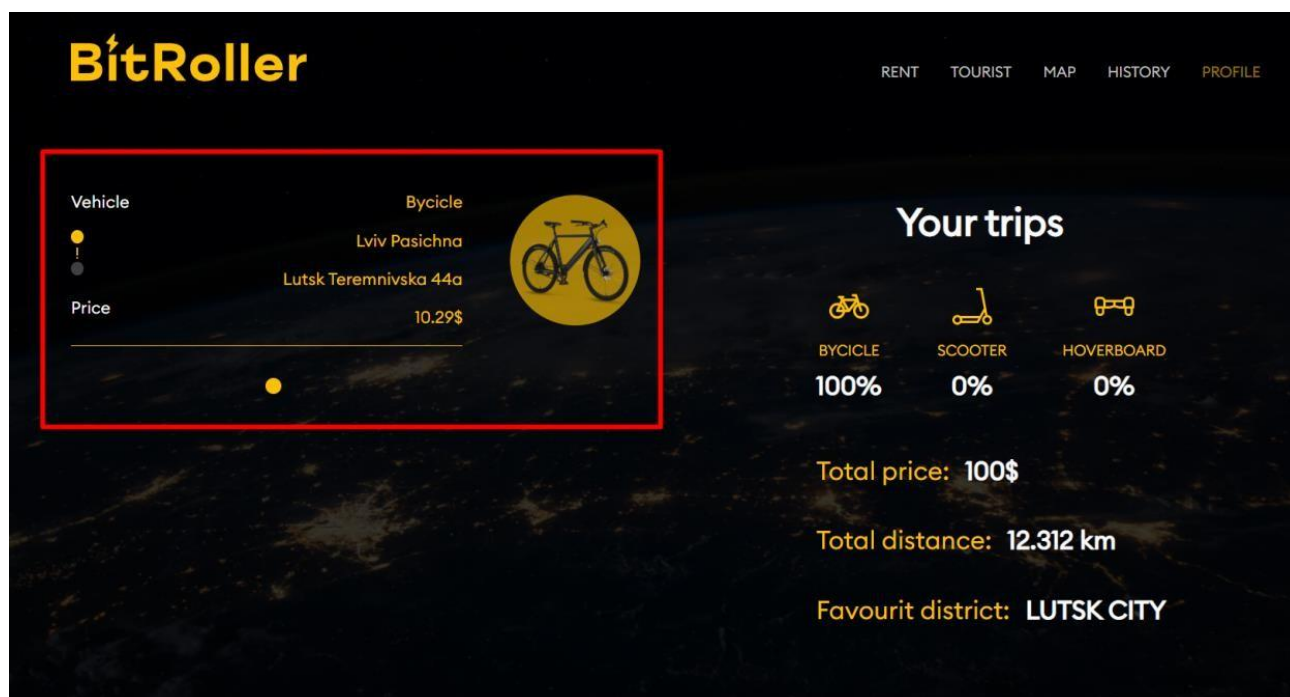 BitRoller
RENT TOURIST MAP HISTORY PROFILE
Vehicle Bycicle
Lviv Pasichna
Lutsk Teremnivska 44a
Price 10.29$
Your trips
BYCICLE SCOOTER HOVERBOARD
100% 0% 0%
Total price: 100$
Total distance: 12.312 km
Favourit district: LUTSK CITY